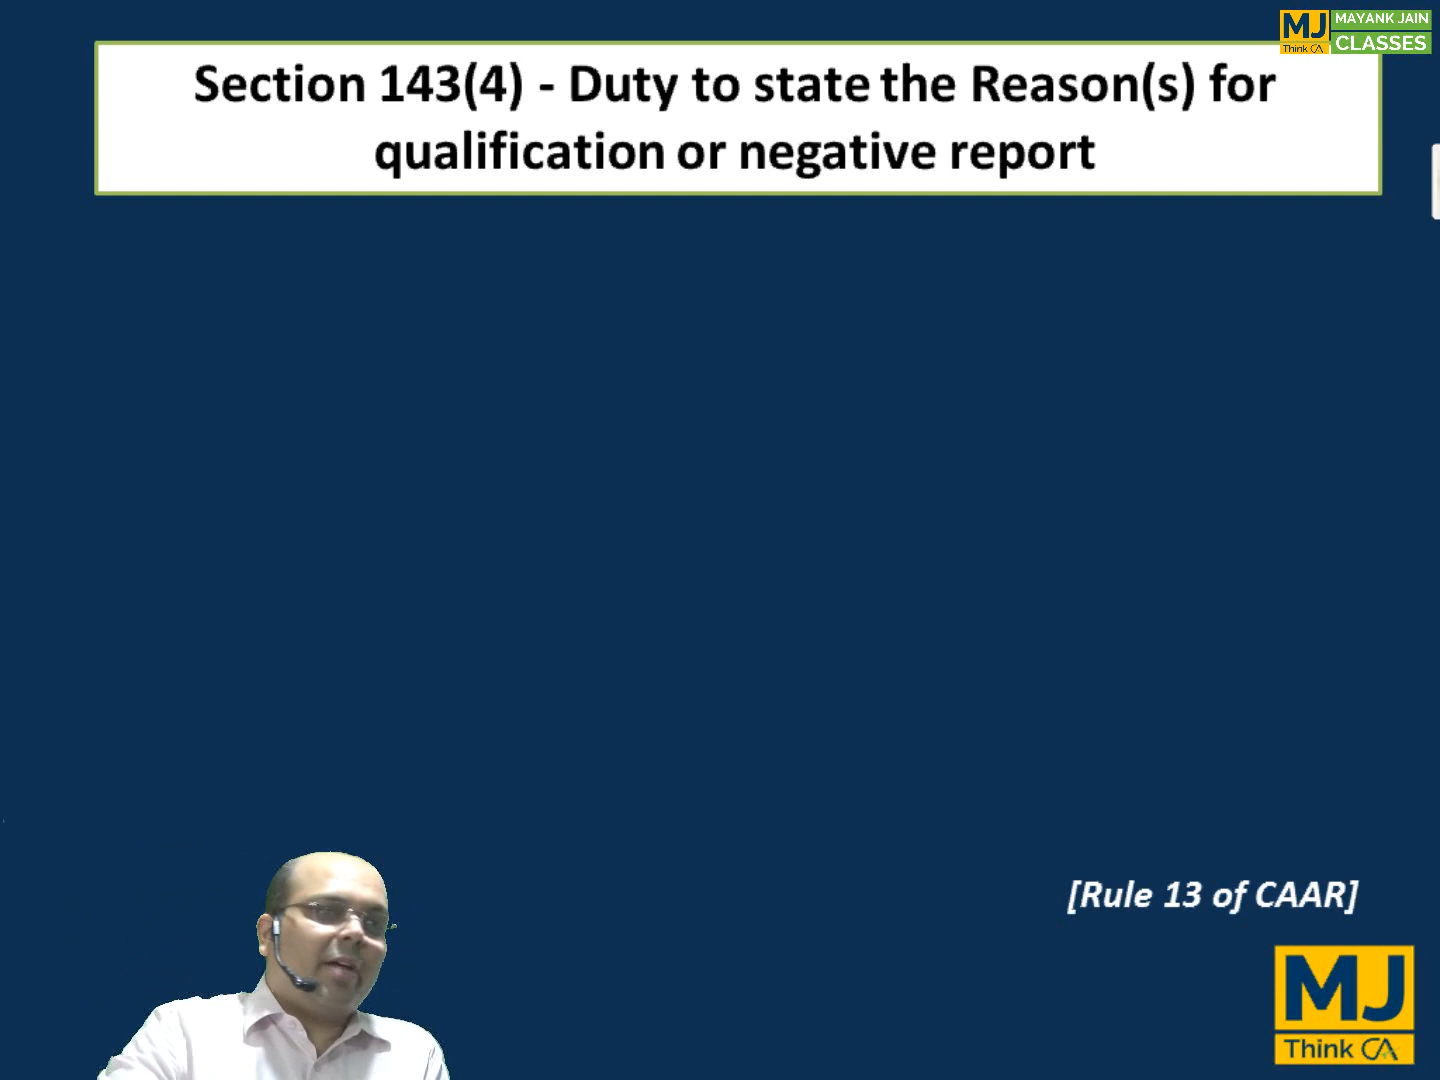 MJ MAYANK JAIN
Think CA CLASSES
Section 143(4) - Duty to state the Reason(s) for
qualification or negative report
[Rule 13 of CAAR]
MJ
Think CA